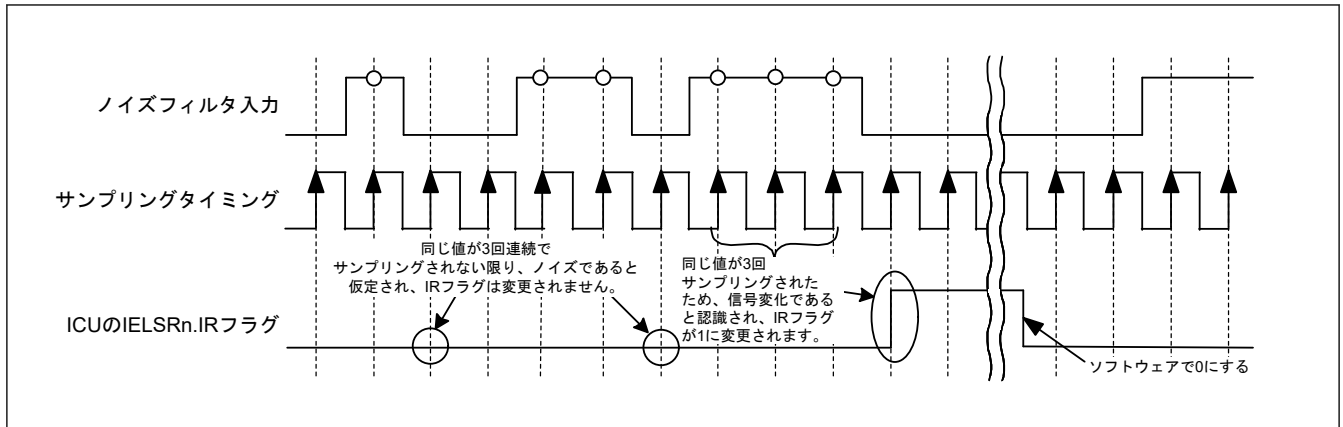 ノイズフィルタ入力
サンプリングタイミング
同じ値が3回連続で
サンプリングされない限り、ノイズであると
仮定され、IRフラグは変更されません。
同じ値が3回
サンプリングされた
ため、信号変化である
と認識され、IRフラグ
が1に変更されます。
ICUのIELSRn.IRフラグ
ソフトウェアで0にする